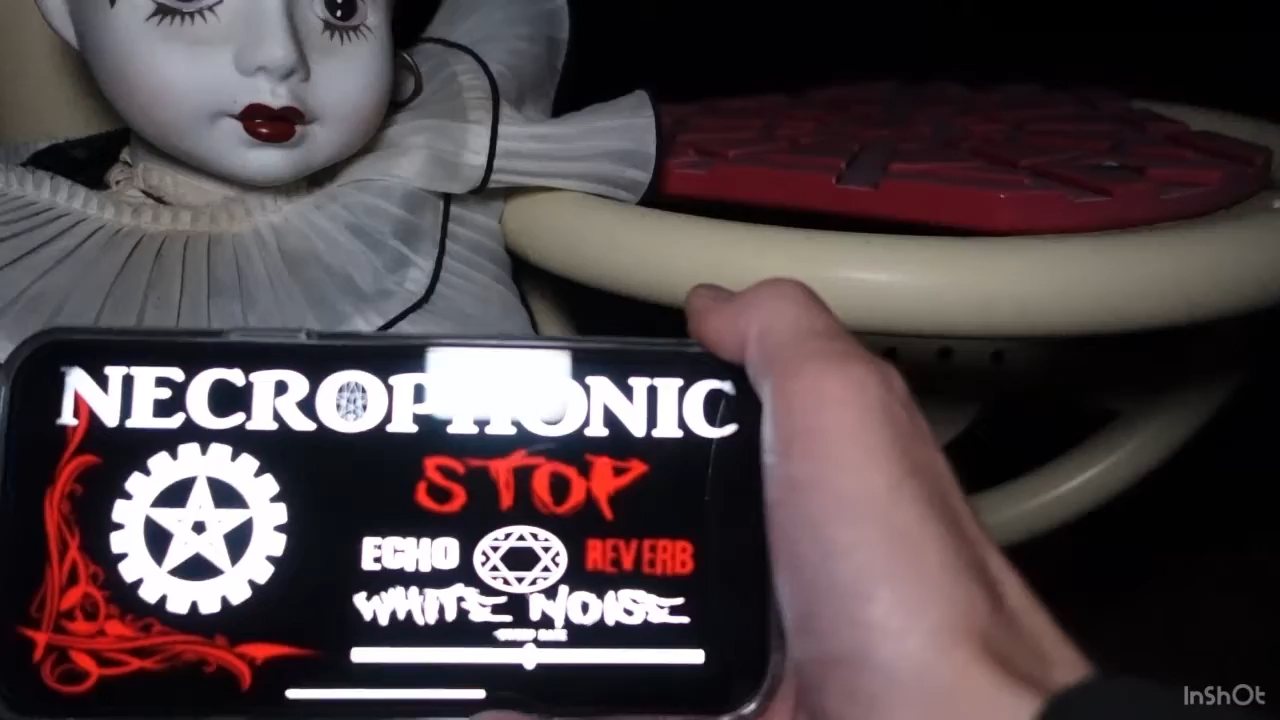 NECROPHONIC
STOP
ECHO REVERB
WHITE NOISE
InShOt